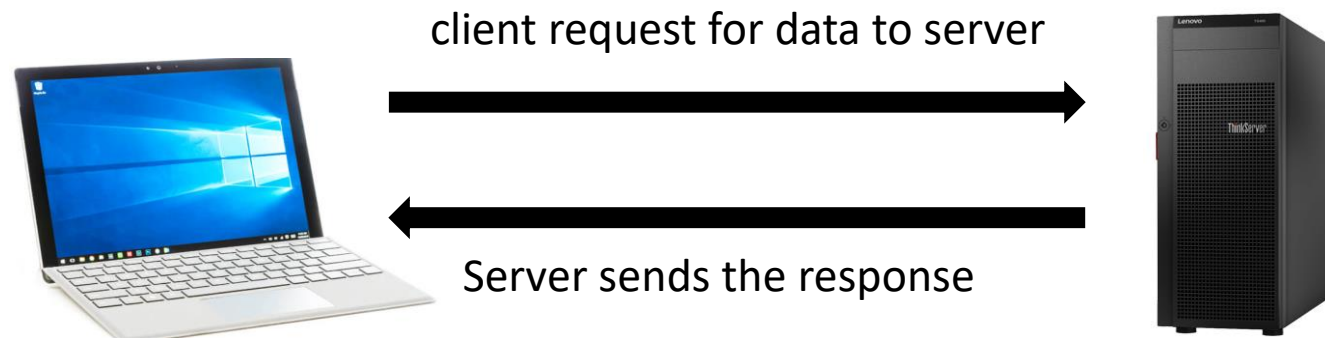 client request for data to server
Lenovo
ThinkServer
Server sends the response